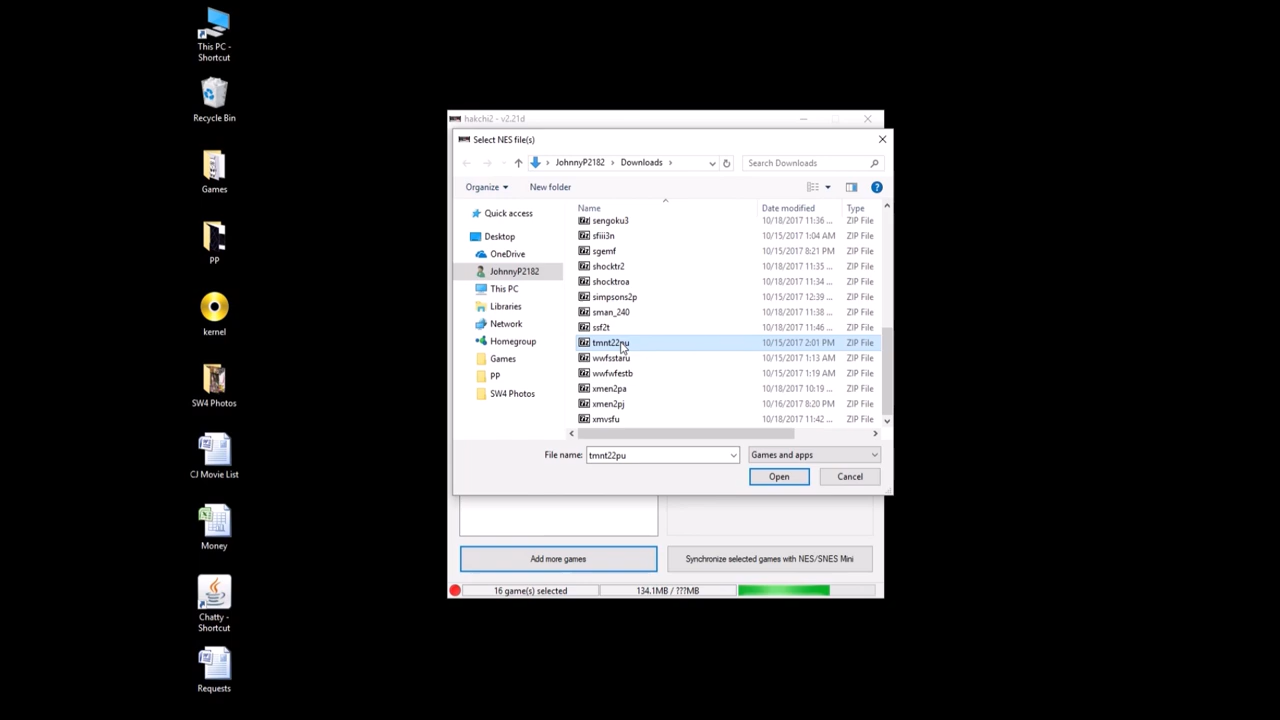 This PC -
Shortcut
Recycle Bin
Games
PP
kernel
SW4 Photos
CJ Movie List
Money
Chatty -
Shortcut
Requests
hakchi2 - v2.21d
Select NES file(s)
JohnnyP2182 > Downloads >
Search Downloads
Organize
New folder
Quick access
Desktop
OneDrive
JohnnyP2182
This PC
Libraries
Network
Homegroup
Games
PP
SW4 Photos
Name Date modified Type
sengoku3 10/18/2017 11:36 ... ZIP File
sfiii3n 10/15/2017 1:04 AM ZIP File
sgemf 10/15/2017 8:21 PM ZIP File
shocktr2 10/18/2017 11:35 ... ZIP File
shocktroa 10/18/2017 11:34 ... ZIP File
simpsons2p 10/15/2017 12:39 ... ZIP File
sman_240 10/18/2017 11:38 ... ZIP File
ssf2t 10/18/2017 11:46 ... ZIP File
tmnt22pu 10/15/2017 2:01 PM ZIP File
wwfsstaru 10/15/2017 1:13 AM ZIP File
wwfwfestb 10/15/2017 1:19 AM ZIP File
xmen2pa 10/18/2017 10:19 ... ZIP File
xmen2pj 10/16/2017 8:20 PM ZIP File
xmvsfu 10/18/2017 11:42 ... ZIP File
File name: tmnt22pu
Games and apps
Open
Cancel
Add more games
Synchronize selected games with NES/SNES Mini
16 game(s) selected
134.1MB / ???MB